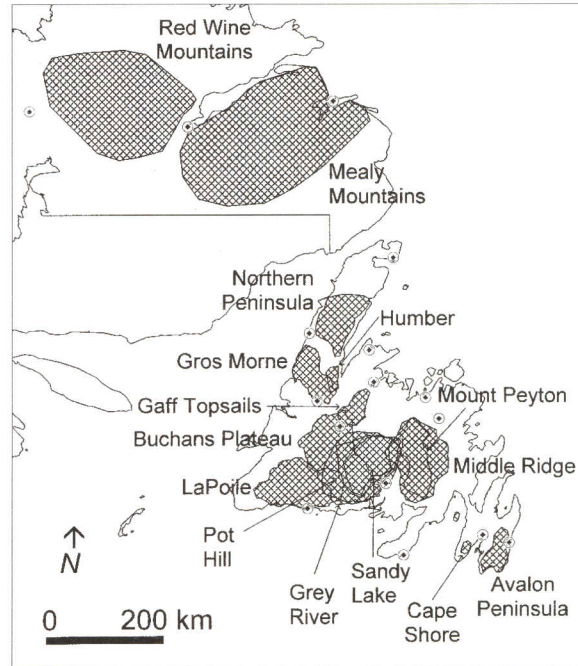 Red Wine
Mountains
Mealy
Mountains
Northern
Peninsula
Humber
Gros Morne
Gaff Topsails
Mount Peyton
Buchans Plateau
Middle Ridge
LaPoile
Pot
Hill
Sandy
Lake
Grey
River
Cape
Shore
Avalon
Peninsula
N
0 200 km